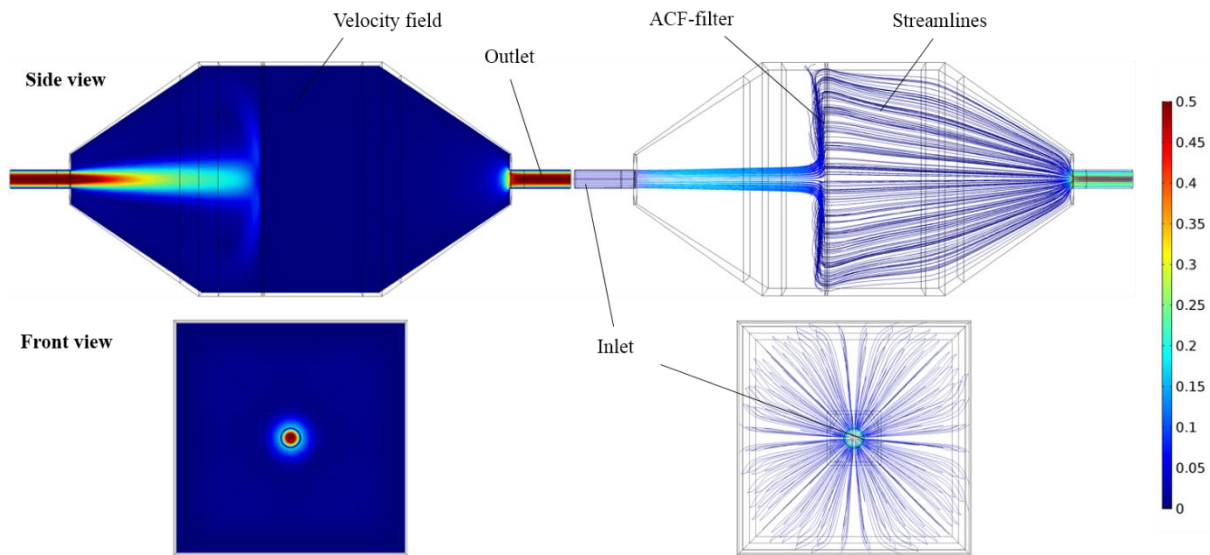 Velocity field
ACF-filter
Streamlines
Outlet
Side view
0.5
0.45
0.4
0.35
0.3
0.25
0.2
0.15
0.1
0.05
0
Front view
Inlet